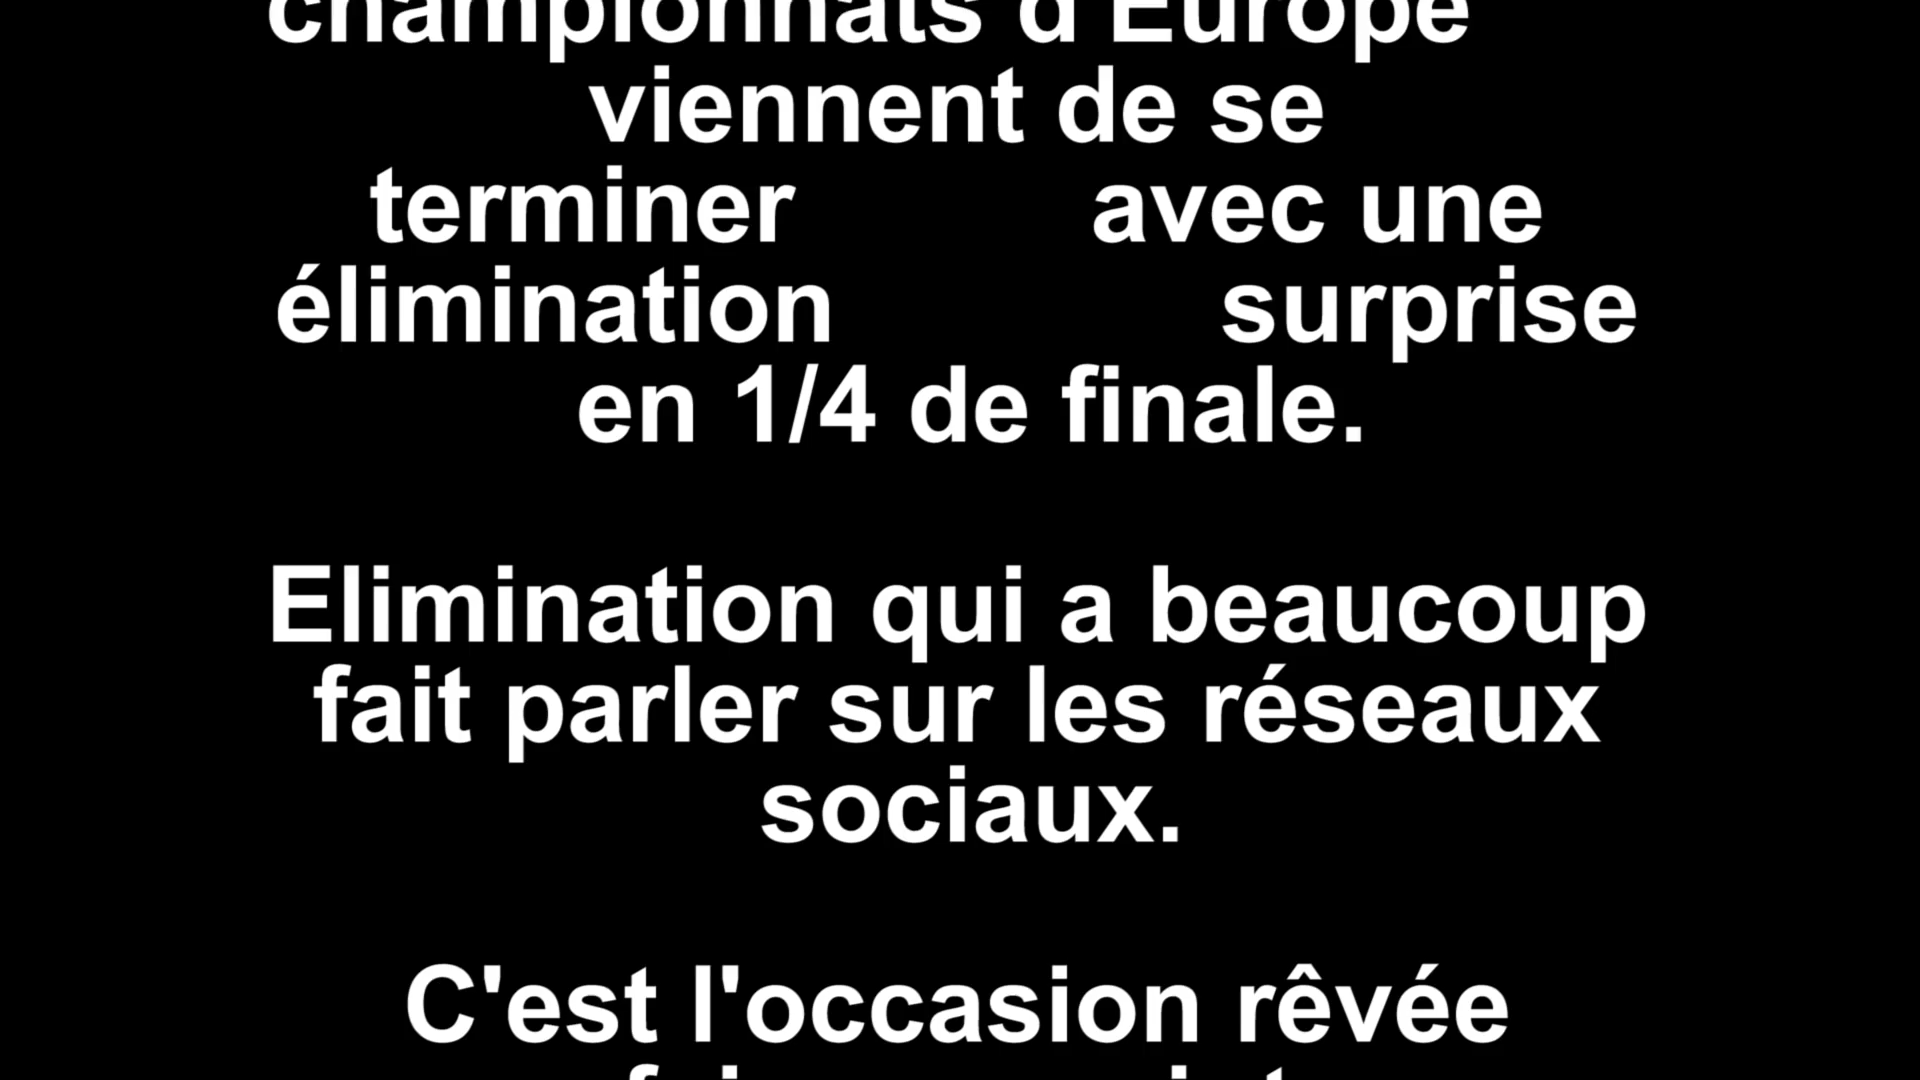 championnats d'Europe
viennent de se
terminer avec une
élimination surprise
en 1/4 de finale.
Elimination qui a beaucoup
fait parler sur les réseaux
sociaux.
C'est l'occasion rêvée